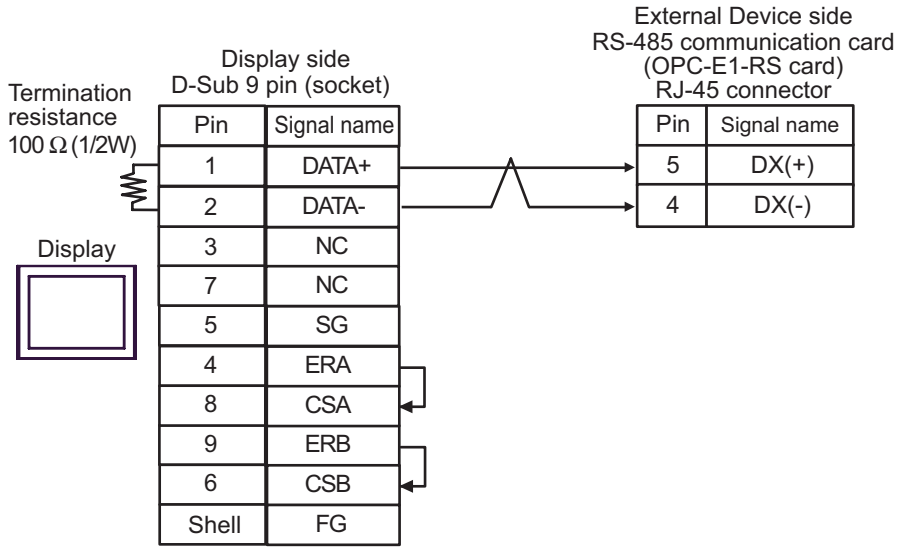 External Device side
RS-485 communication card
(OPC-E1-RS card)
RJ-45 connector
Display side
D-Sub 9 pin (socket)
Termination
resistance
100 Ω (1/2W)
Pin Signal name
1 DATA+
2 DATA-
3 NC
7 NC
5 SG
4 ERA
8 CSA
9 ERB
6 CSB
Shell FG
Pin Signal name
5 DX(+)
4 DX(-)
Display